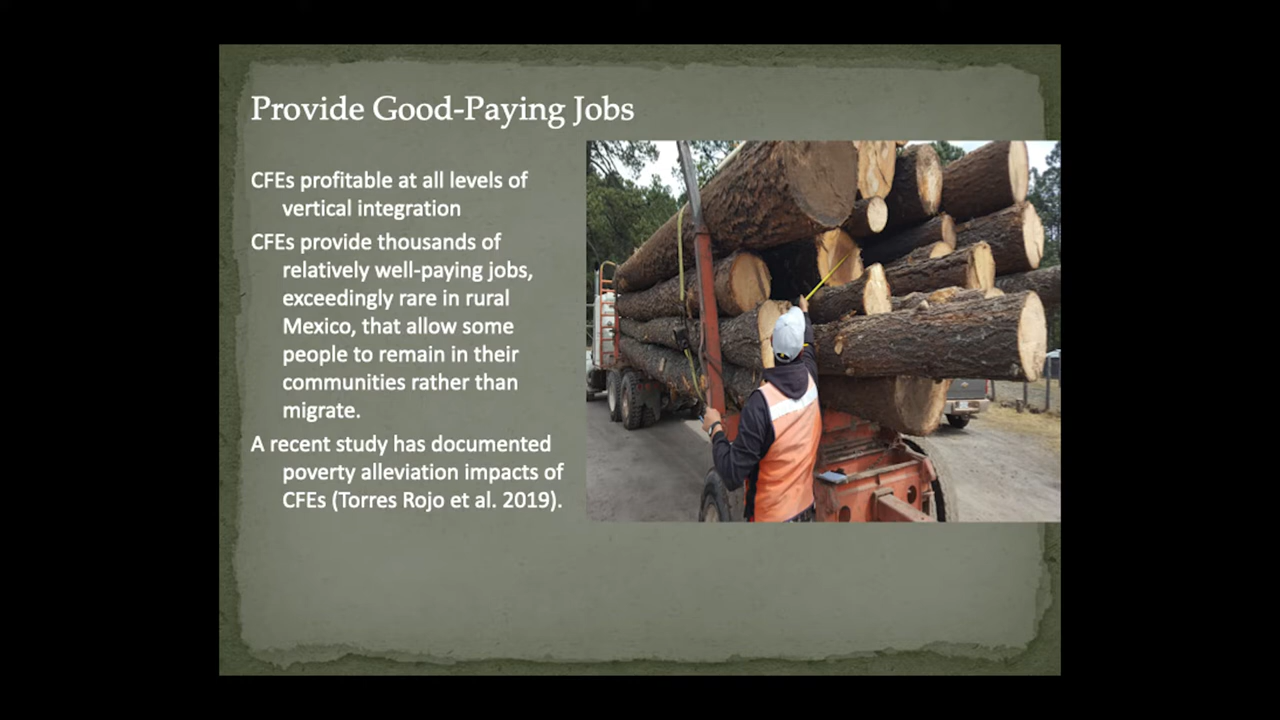 Provide Good-Paying Jobs
CFEs profitable at all levels of
vertical integration
CFEs provide thousands of
relatively well-paying jobs,
exceedingly rare in rural
Mexico, that allow some
people to remain in their
communities rather than
migrate.
A recent study has documented
poverty alleviation impacts of
CFEs (Torres Rojo et al. 2019).